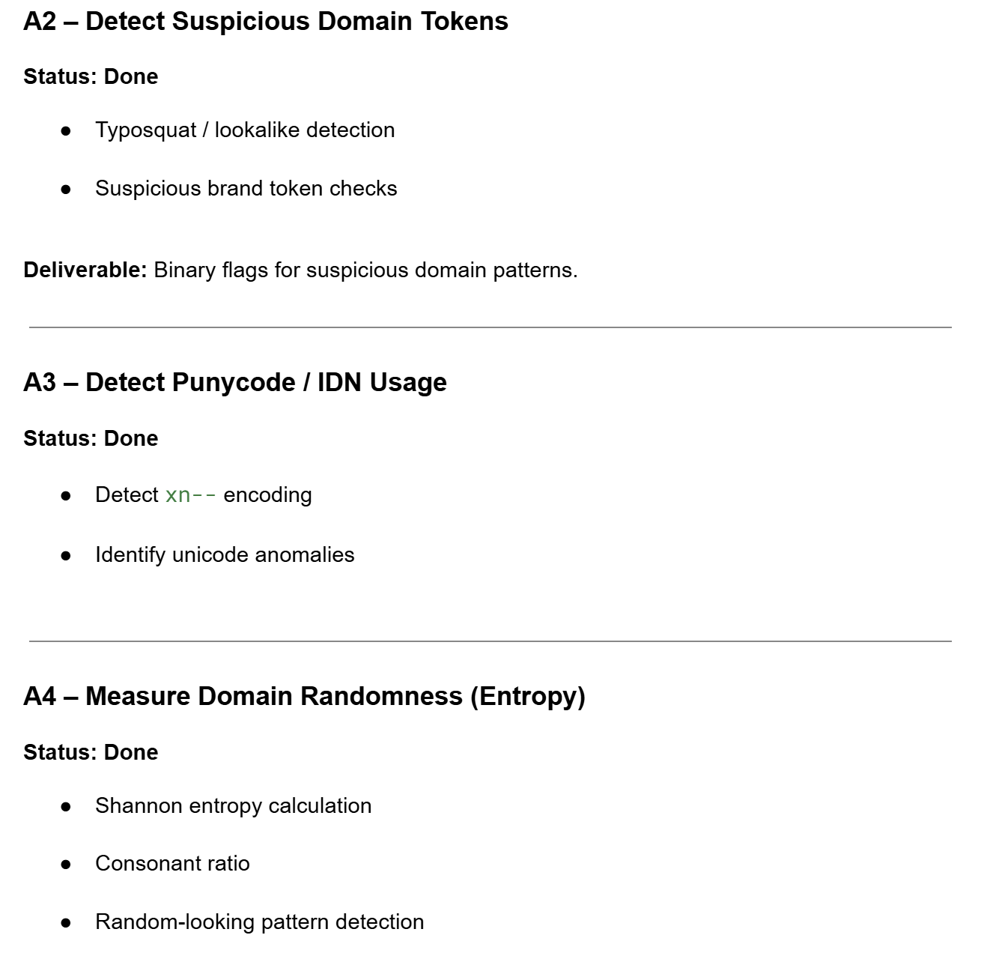 A2 – Detect Suspicious Domain Tokens
Status: Done
● Typosquat / lookalike detection
● Suspicious brand token checks
Deliverable: Binary flags for suspicious domain patterns.
A3 – Detect Punycode / IDN Usage
Status: Done
● Detect xn-- encoding
● Identify unicode anomalies
A4 – Measure Domain Randomness (Entropy)
Status: Done
● Shannon entropy calculation
● Consonant ratio
● Random-looking pattern detection